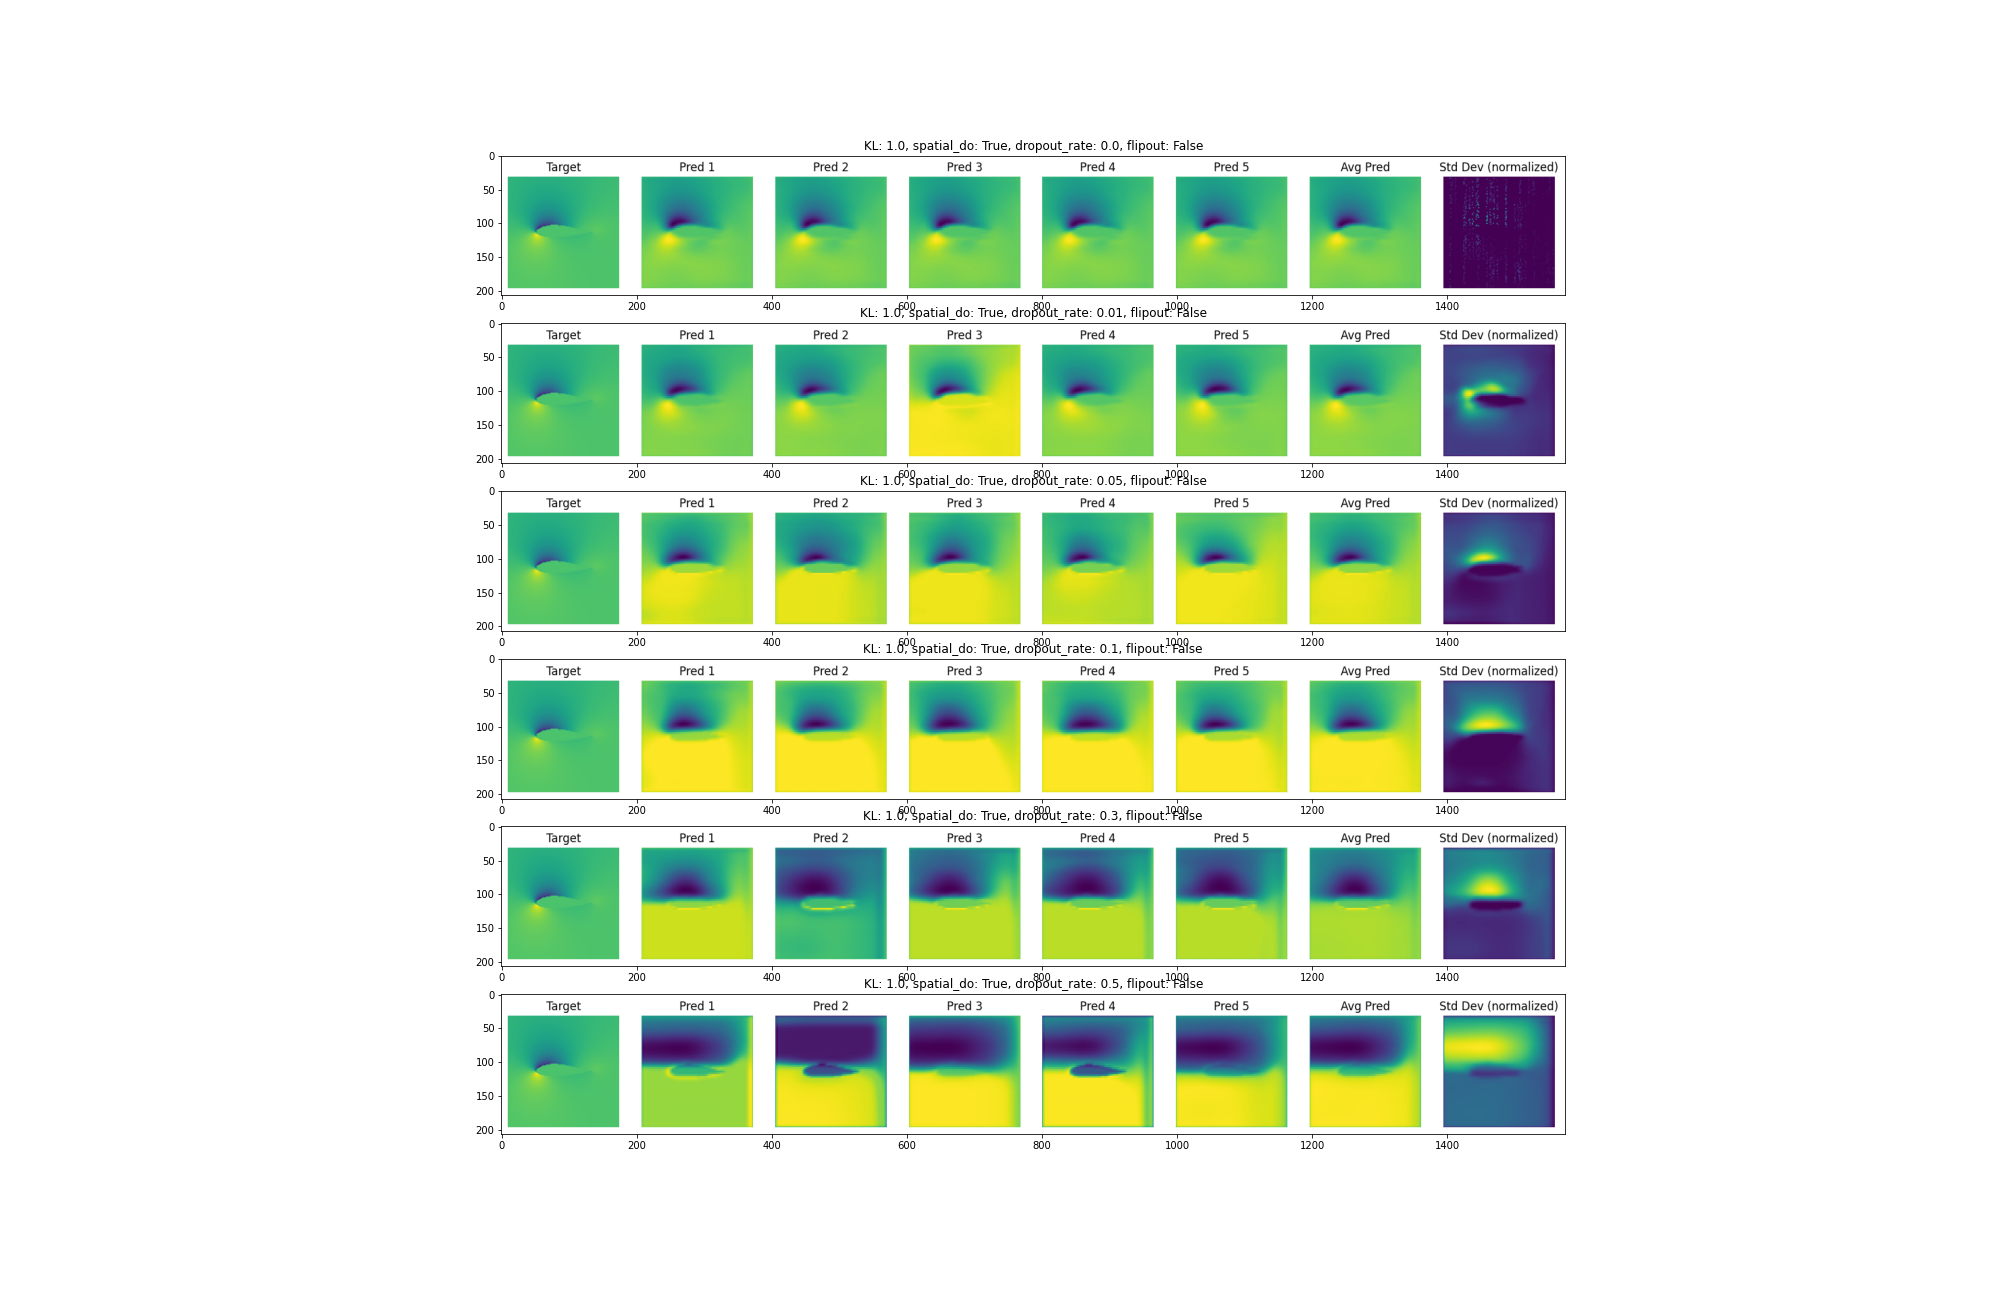 KL: 1.0, spatial_do: True, dropout_rate: 0.0, flipout: False
Target Pred 1 Pred 2 Pred 3 Pred 4 Pred 5 Avg Pred Std Dev (normalized)
0
50
100
150
200
0 200 400 600 800 1000 1200 1400
KL: 1.0, spatial_do: True, dropout_rate: 0.01, flipout: False
Target Pred 1 Pred 2 Pred 3 Pred 4 Pred 5 Avg Pred Std Dev (normalized)
0
50
100
150
200
0 200 400 600 800 1000 1200 1400
KL: 1.0, spatial_do: True, dropout_rate: 0.05, flipout: False
Target Pred 1 Pred 2 Pred 3 Pred 4 Pred 5 Avg Pred Std Dev (normalized)
0
50
100
150
200
0 200 400 600 800 1000 1200 1400
KL: 1.0, spatial_do: True, dropout_rate: 0.1, flipout: False
Target Pred 1 Pred 2 Pred 3 Pred 4 Pred 5 Avg Pred Std Dev (normalized)
0
50
100
150
200
0 200 400 600 800 1000 1200 1400
KL: 1.0, spatial_do: True, dropout_rate: 0.3, flipout: False
Target Pred 1 Pred 2 Pred 3 Pred 4 Pred 5 Avg Pred Std Dev (normalized)
0
50
100
150
200
0 200 400 600 800 1000 1200 1400
KL: 1.0, spatial_do: True, dropout_rate: 0.5, flipout: False
Target Pred 1 Pred 2 Pred 3 Pred 4 Pred 5 Avg Pred Std Dev (normalized)
0
50
100
150
200
0 200 400 600 800 1000 1200 1400